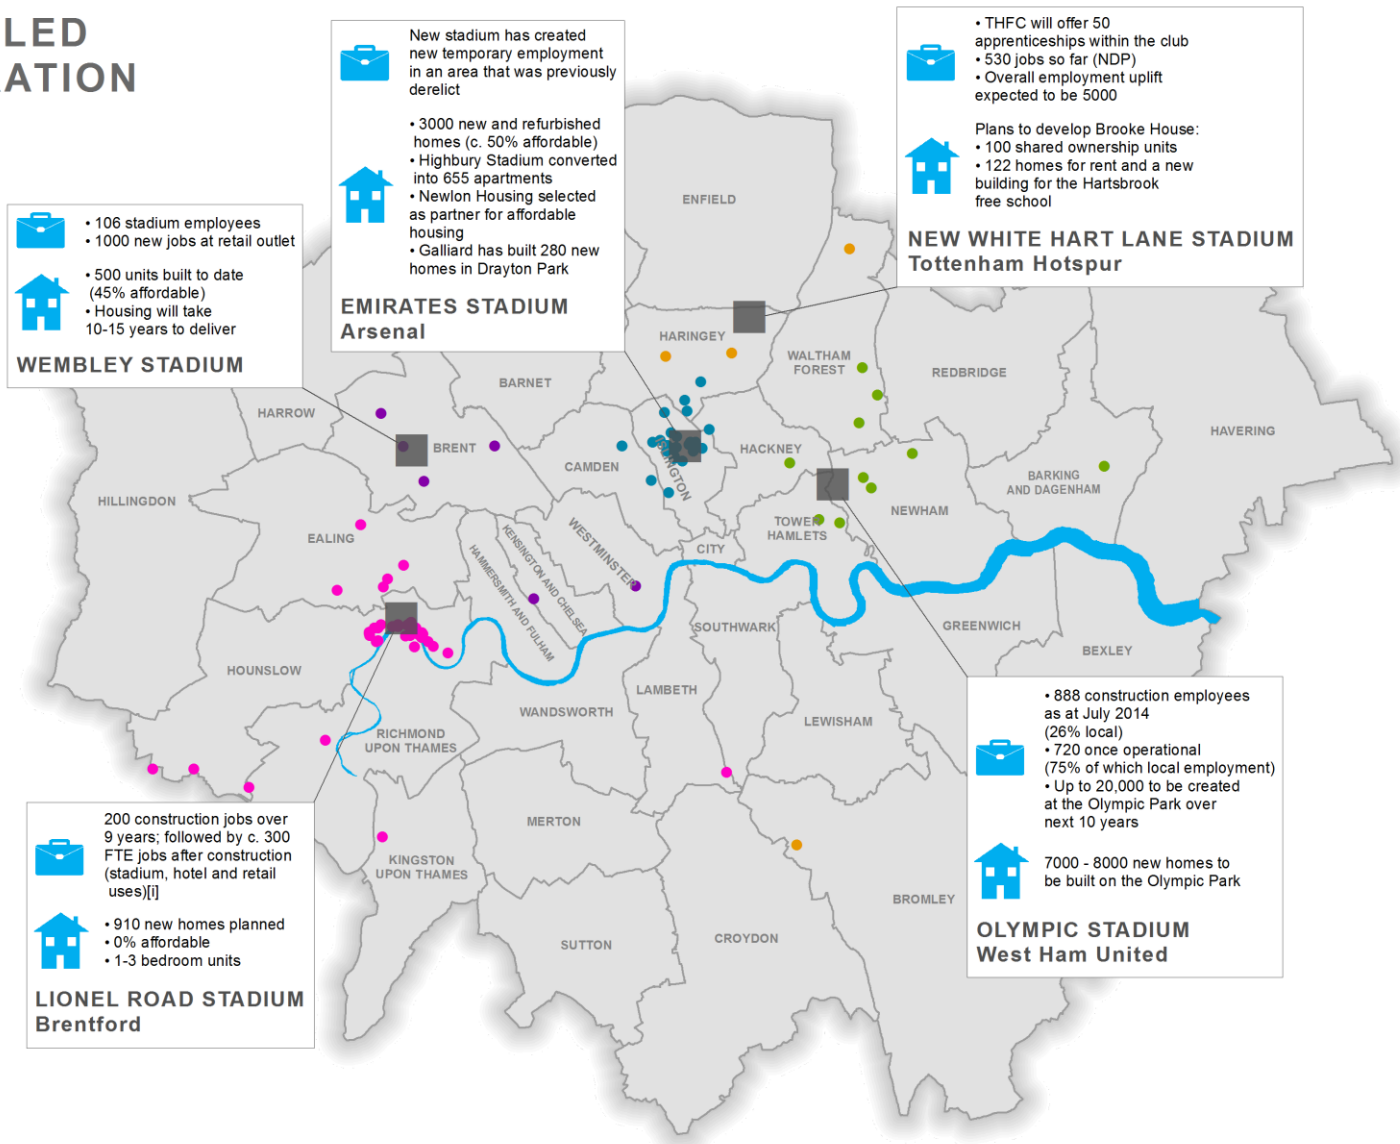 LED
RATION
New stadium has created
new temporary employment
in an area that was previously
derelict
• 3000 new and refurbished
homes (c. 50% affordable)
• Highbury Stadium converted
into 655 apartments
• Newlon Housing selected
as partner for affordable
housing
• Galliard has built 280 new
homes in Drayton Park
EMIRATES STADIUM
Arsenal
• THFC will offer 50
apprenticeships within the club
• 530 jobs so far (NDP)
• Overall employment uplift
expected to be 5000
Plans to develop Brooke House:
• 100 shared ownership units
• 122 homes for rent and a new
building for the Hartsbrook
free school
NEW WHITE HART LANE STADIUM
Tottenham Hotspur
• 106 stadium employees
• 1000 new jobs at retail outlet
• 500 units built to date
(45% affordable)
• Housing will take
10-15 years to deliver
WEMBLEY STADIUM
ENFIELD
HARINGEY
WALTHAM
FOREST
REDBRIDGE
BARNET
HARROW
BRENT
CAMDEN
ISLINGTON
HACKNEY
HAVERING
BARKING
AND DAGENHAM
HILLINGDON
EALING
NEWHAM
TOWER
HAMLETS
CITY
WESTMINSTER
KENSINGTON AND CHELSEA
HAMMERSMITH AND FULHAM
SOUTHWARK
GREENWICH
BEXLEY
HOUNSLOW
LAMBETH
WANDSWORTH
LEWISHAM
RICHMOND
UPON THAMES
MERTON
KINGSTON
UPON THAMES
BROMLEY
SUTTON
CROYDON
200 construction jobs over
9 years; followed by c. 300
FTE jobs after construction
(stadium, hotel and retail
uses)[i]
• 910 new homes planned
• 0% affordable
• 1-3 bedroom units
LIONEL ROAD STADIUM
Brentford
• 888 construction employees
as at July 2014
(26% local)
• 720 once operational
(75% of which local employment)
• Up to 20,000 to be created
at the Olympic Park over
next 10 years
7000 - 8000 new homes to
be built on the Olympic Park
OLYMPIC STADIUM
West Ham United